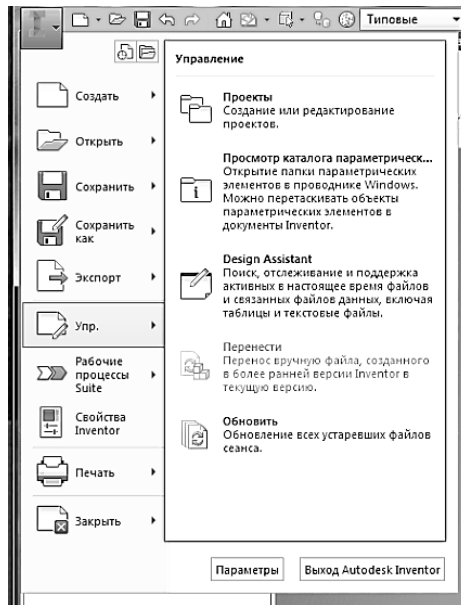 Типовые
Управление
Создать
Открыть
Сохранить
Сохранить
как
Экспорт
Упр.
Рабочие
процессы
Suite
Свойства
Inventor
Печать
Закрыть
Проекты
Создание или редактирование
проектов.
Просмотр каталога параметрическ...
Открытие папки параметрических
элементов в проводнике Windows.
Можно перетаскивать объекты
параметрических элементов в
документы Inventor.
Design Assistant
Поиск, отслеживание и поддержка
активных в настоящее время файлов
и связанных файлов данных, включая
таблицы и текстовые файлы.
Перенести
Перенос вручную файла, созданного
в более ранней версии Inventor в
текущую версию.
Обновить
Обновление всех устаревших файлов
сеанса.
Параметры
Выход Autodesk Inventor